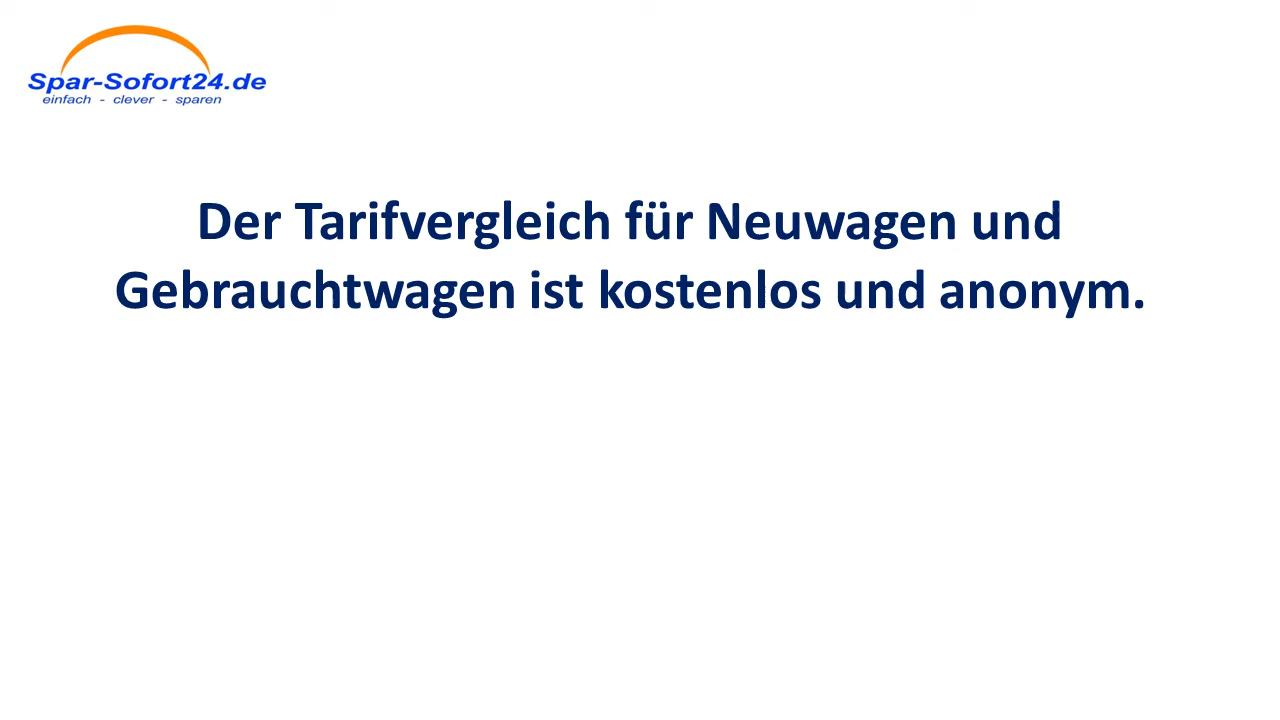 Spar-Sofort24.de
einfach - clever - sparen
Der Tarifvergleich für Neuwagen und
Gebrauchtwagen ist kostenlos und anonym.